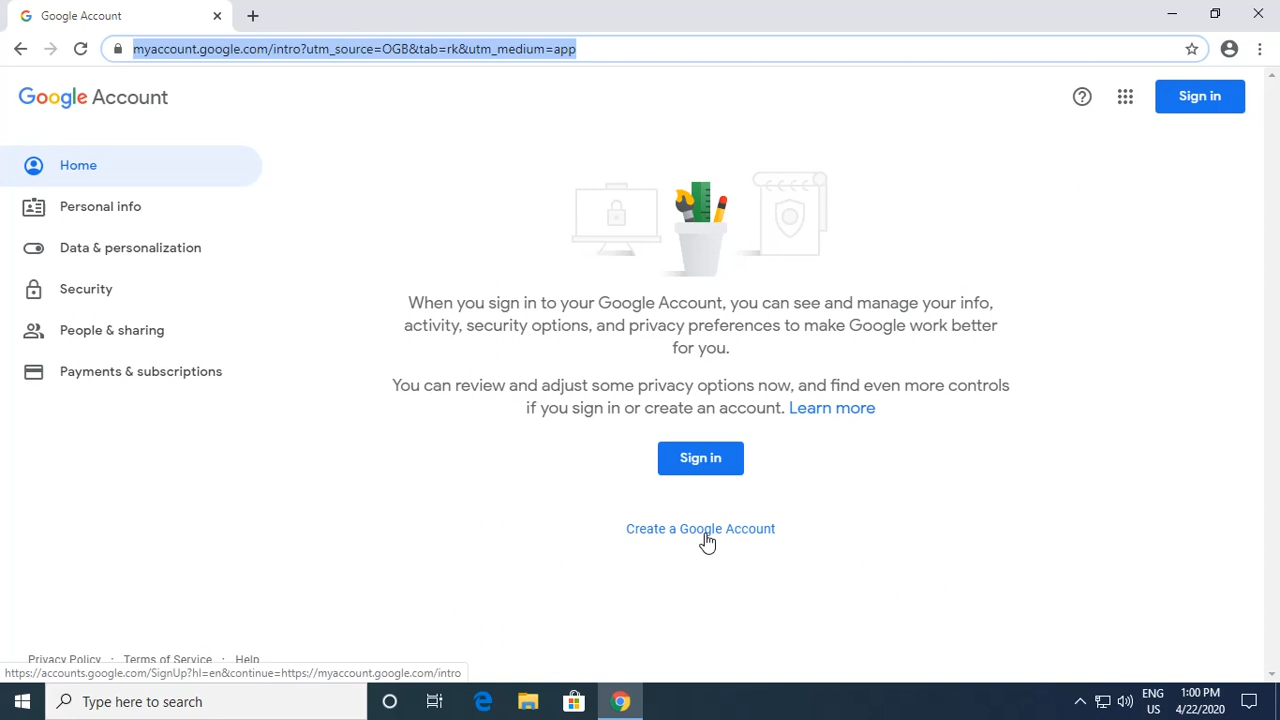 Google Account
myaccount.google.com/intro?utm_source=OGB&tab=rk&utm_medium=app
Google Account
Sign in
Home
Personal info
Data & personalization
Security
People & sharing
Payments & subscriptions
When you sign in to your Google Account, you can see and manage your info,
activity, security options, and privacy preferences to make Google work better
for you.
You can review and adjust some privacy options now, and find even more controls
if you sign in or create an account. Learn more
Sign in
Create a Google Account
Privacy Policy · Terms of Service · Help
https://accounts.google.com/SignUp?hl=en&continue=https://myaccount.google.com/intro
Type here to search
ENG
US
1:00 PM
4/22/2020